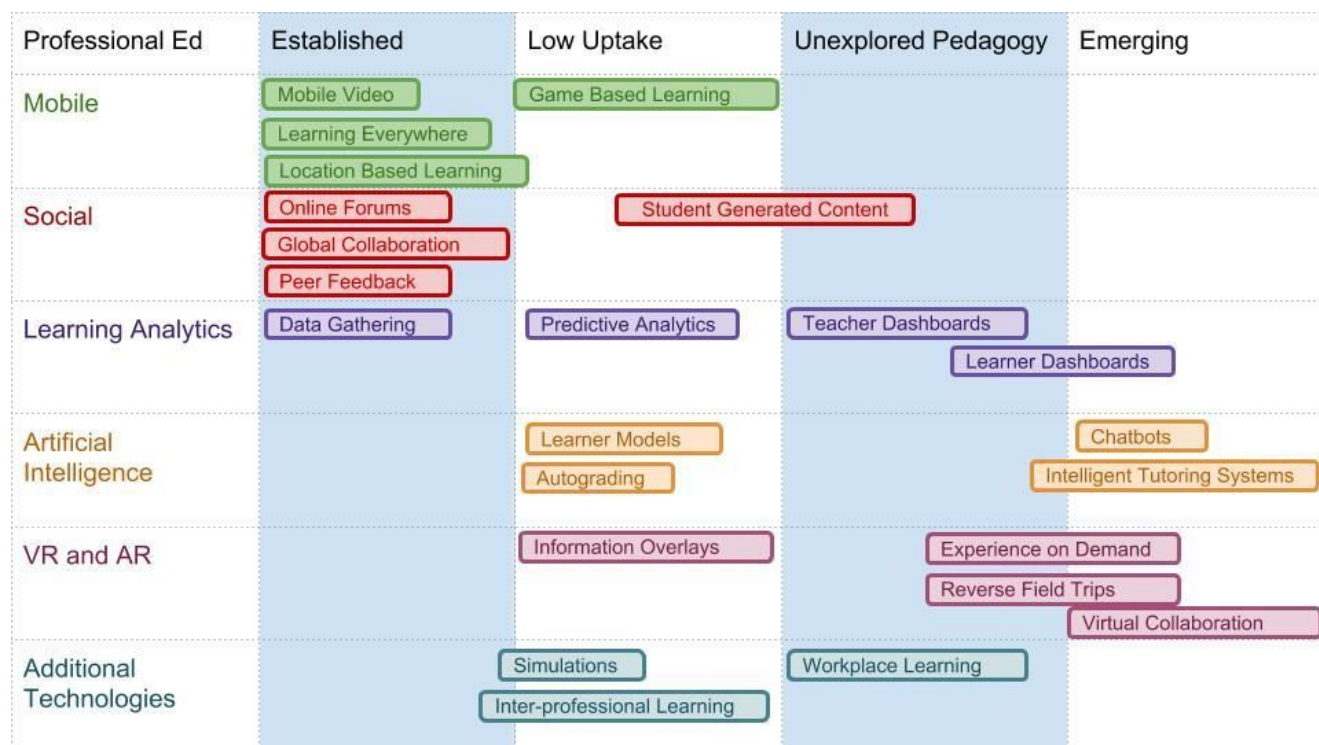 Professional Ed
Established
Low Uptake
Unexplored Pedagogy
Emerging
Mobile
Mobile Video
Game Based Learning
Learning Everywhere
Location Based Learning
Social
Online Forums
Student Generated Content
Global Collaboration
Peer Feedback
Learning Analytics
Data Gathering
Predictive Analytics
Teacher Dashboards
Learner Dashboards
Artificial
Intelligence
Learner Models
Chatbots
Autograding
Intelligent Tutoring Systems
VR and AR
Information Overlays
Experience on Demand
Reverse Field Trips
Virtual Collaboration
Additional
Technologies
Simulations
Workplace Learning
Inter-professional Learning